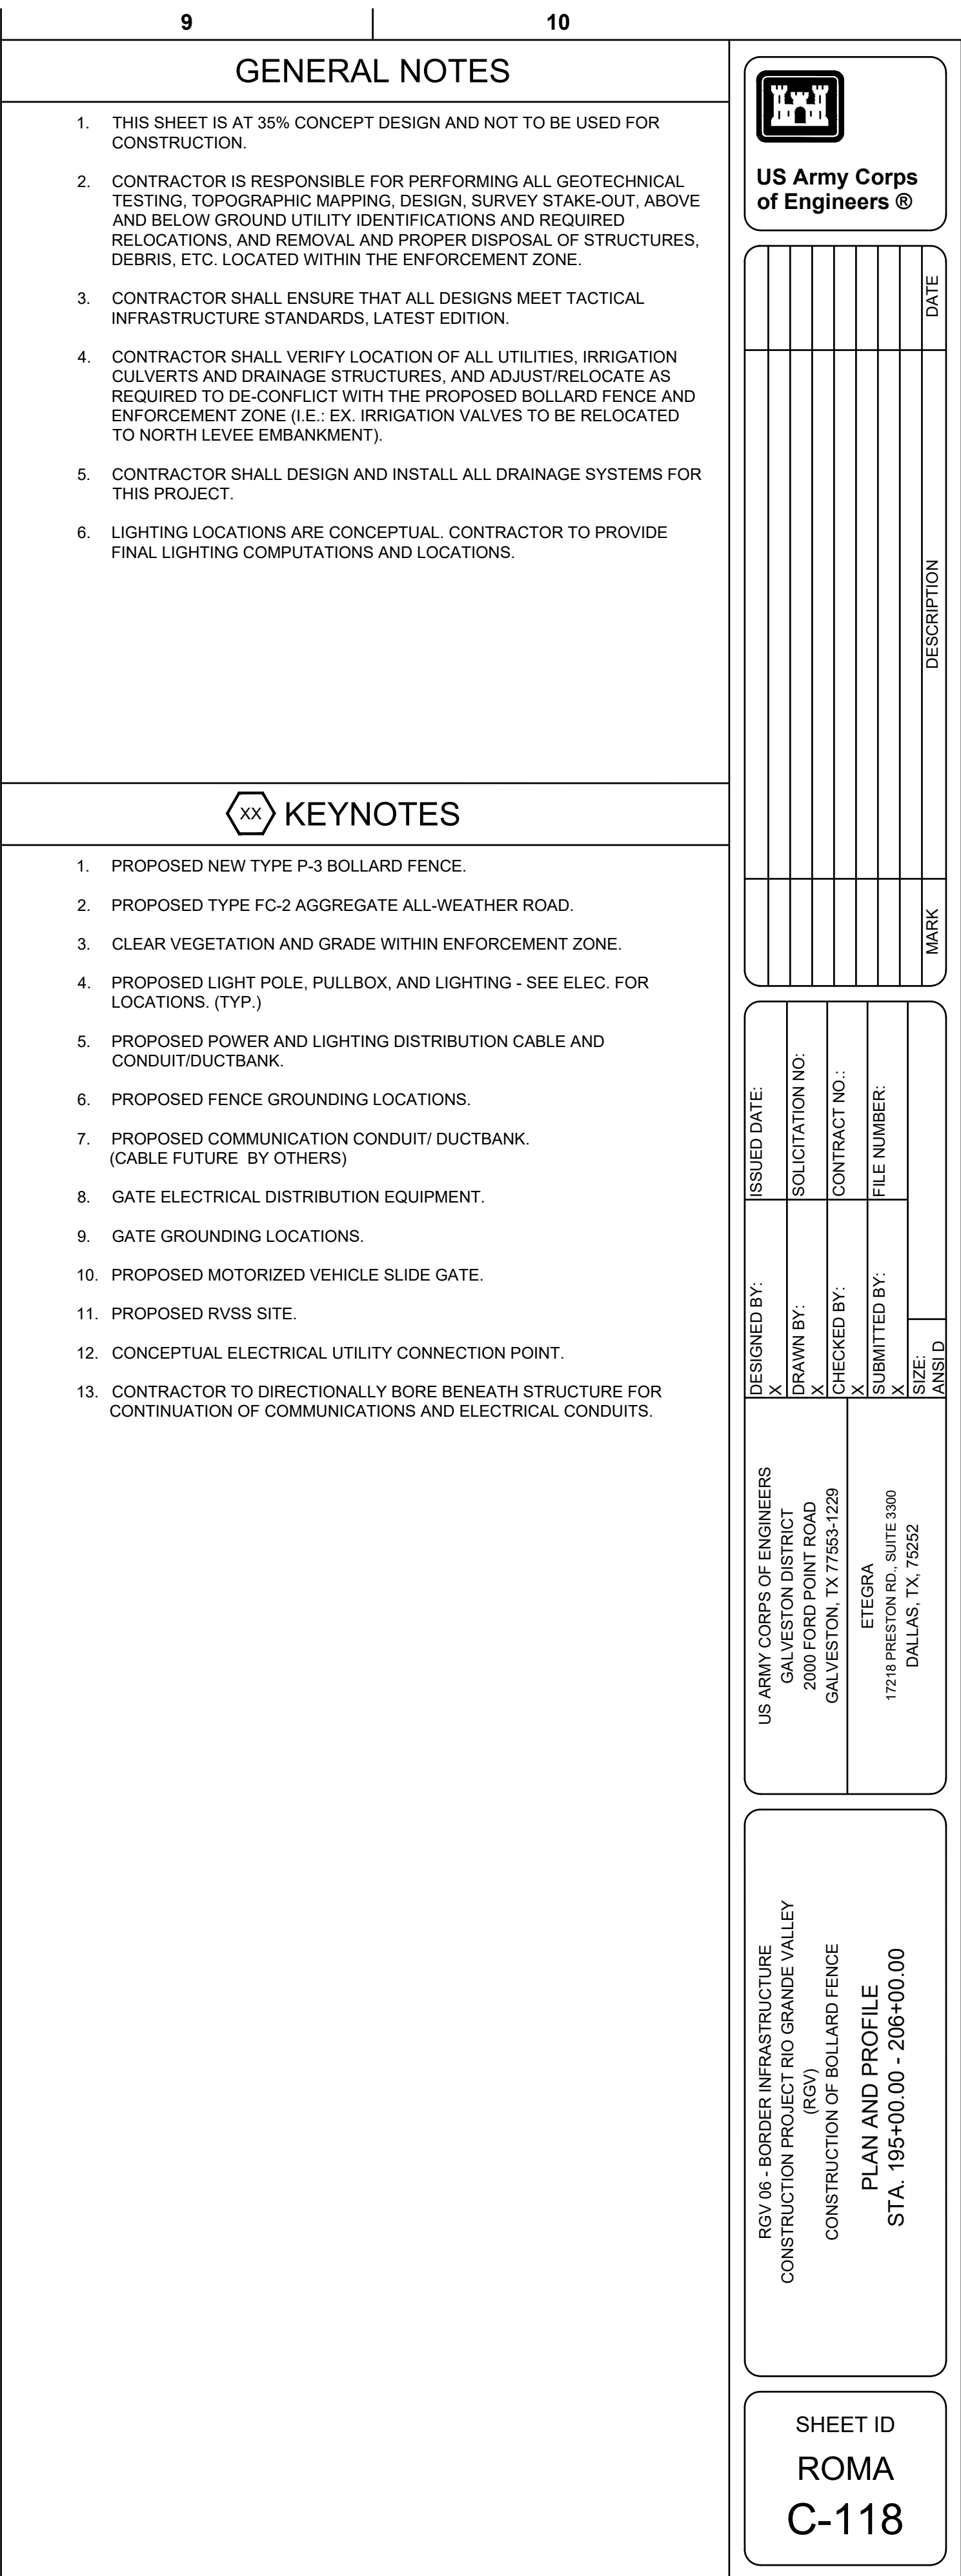 9
10
GENERAL NOTES
1. THIS SHEET IS AT 35% CONCEPT DESIGN AND NOT TO BE USED FOR
CONSTRUCTION.
2. CONTRACTOR IS RESPONSIBLE FOR PERFORMING ALL GEOTECHNICAL
TESTING, TOPOGRAPHIC MAPPING, DESIGN, SURVEY STAKE-OUT, ABOVE
AND BELOW GROUND UTILITY IDENTIFICATIONS AND REQUIRED
RELOCATIONS, AND REMOVAL AND PROPER DISPOSAL OF STRUCTURES,
DEBRIS, ETC. LOCATED WITHIN THE ENFORCEMENT ZONE.
3. CONTRACTOR SHALL ENSURE THAT ALL DESIGNS MEET TACTICAL
INFRASTRUCTURE STANDARDS, LATEST EDITION.
4. CONTRACTOR SHALL VERIFY LOCATION OF ALL UTILITIES, IRRIGATION
CULVERTS AND DRAINAGE STRUCTURES, AND ADJUST/RELOCATE AS
REQUIRED TO DE-CONFLICT WITH THE PROPOSED BOLLARD FENCE AND
ENFORCEMENT ZONE (I.E.: EX. IRRIGATION VALVES TO BE RELOCATED
TO NORTH LEVEE EMBANKMENT).
5. CONTRACTOR SHALL DESIGN AND INSTALL ALL DRAINAGE SYSTEMS FOR
THIS PROJECT.
6. LIGHTING LOCATIONS ARE CONCEPTUAL. CONTRACTOR TO PROVIDE
FINAL LIGHTING COMPUTATIONS AND LOCATIONS.
XX KEYNOTES
1. PROPOSED NEW TYPE P-3 BOLLARD FENCE.
2. PROPOSED TYPE FC-2 AGGREGATE ALL-WEATHER ROAD.
3. CLEAR VEGETATION AND GRADE WITHIN ENFORCEMENT ZONE.
4. PROPOSED LIGHT POLE, PULLBOX, AND LIGHTING - SEE ELEC. FOR
LOCATIONS. (TYP.)
5. PROPOSED POWER AND LIGHTING DISTRIBUTION CABLE AND
CONDUIT/DUCTBANK.
6. PROPOSED FENCE GROUNDING LOCATIONS.
7. PROPOSED COMMUNICATION CONDUIT/ DUCTBANK.
(CABLE FUTURE BY OTHERS)
8. GATE ELECTRICAL DISTRIBUTION EQUIPMENT.
9. GATE GROUNDING LOCATIONS.
10. PROPOSED MOTORIZED VEHICLE SLIDE GATE.
11. PROPOSED RVSS SITE.
12. CONCEPTUAL ELECTRICAL UTILITY CONNECTION POINT.
13. CONTRACTOR TO DIRECTIONALLY BORE BENEATH STRUCTURE FOR
CONTINUATION OF COMMUNICATIONS AND ELECTRICAL CONDUITS.
US Army Corps
of Engineers ®
DATE
DESCRIPTION
MARK
ISSUED DATE:
SOLICITATION NO:
CONTRACT NO.:
FILE NUMBER:
DESIGNED BY:
X
DRAWN BY:
X
CHECKED BY:
X
SUBMITTED BY:
X
SIZE:
ANSI D
US ARMY CORPS OF ENGINEERS
GALVESTON DISTRICT
2000 FORD POINT ROAD
GALVESTON, TX 77553-1229
ETEGRA
17218 PRESTON RD., SUITE 3300
DALLAS, TX, 75252
RGV 06 - BORDER INFRASTRUCTURE
CONSTRUCTION PROJECT RIO GRANDE VALLEY
(RGV)
CONSTRUCTION OF BOLLARD FENCE
PLAN AND PROFILE
STA. 195+00.00 - 206+00.00
SHEET ID
ROMA
C-118